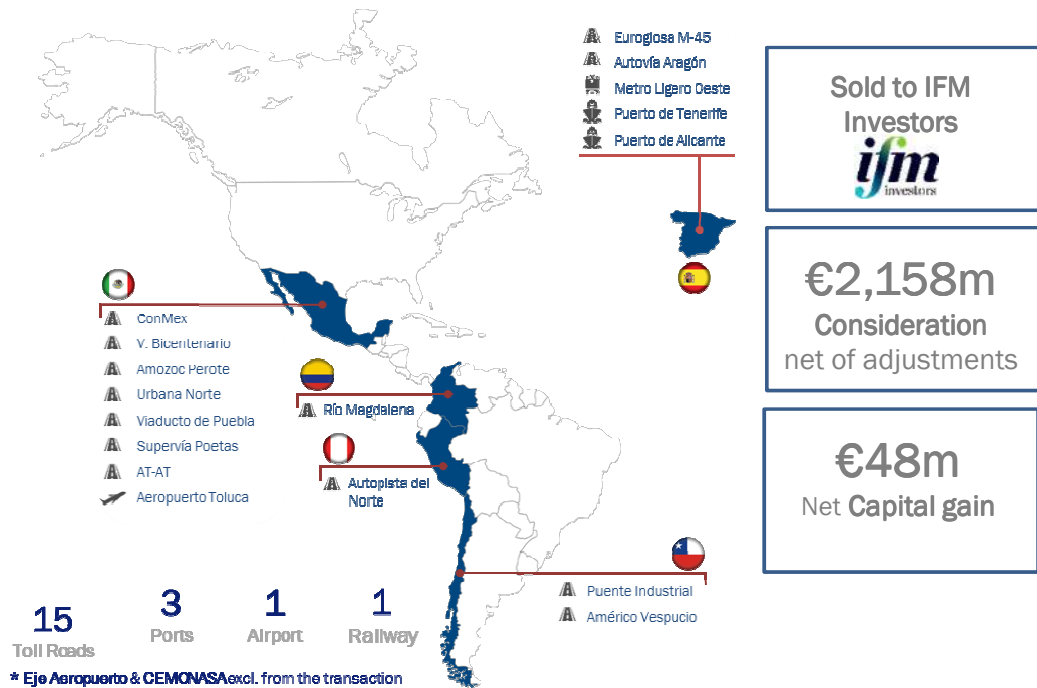 Euroglosa M-45
Autovía Aragón
Metro Ligero Oeste
Puerto de Tenerife
Puerto de Alicante
Sold to IFM
Investors
ifm
investors
€2,158m
Consideration
net of adjustments
€48m
Net Capital gain
ConMex
V. Bicentenario
Amozoc Perote
Urbana Norte
Viaducto de Puebla
Supervía Poetas
AT-AT
Aeropuerto Toluca
Río Magdalena
Autopista del
Norte
Puente Industrial
Américo Vespucio
15
Toll Roads
3
Ports
1
Airport
1
Railway
* Eje Aeropuerto & CEMONASA excl. from the transaction